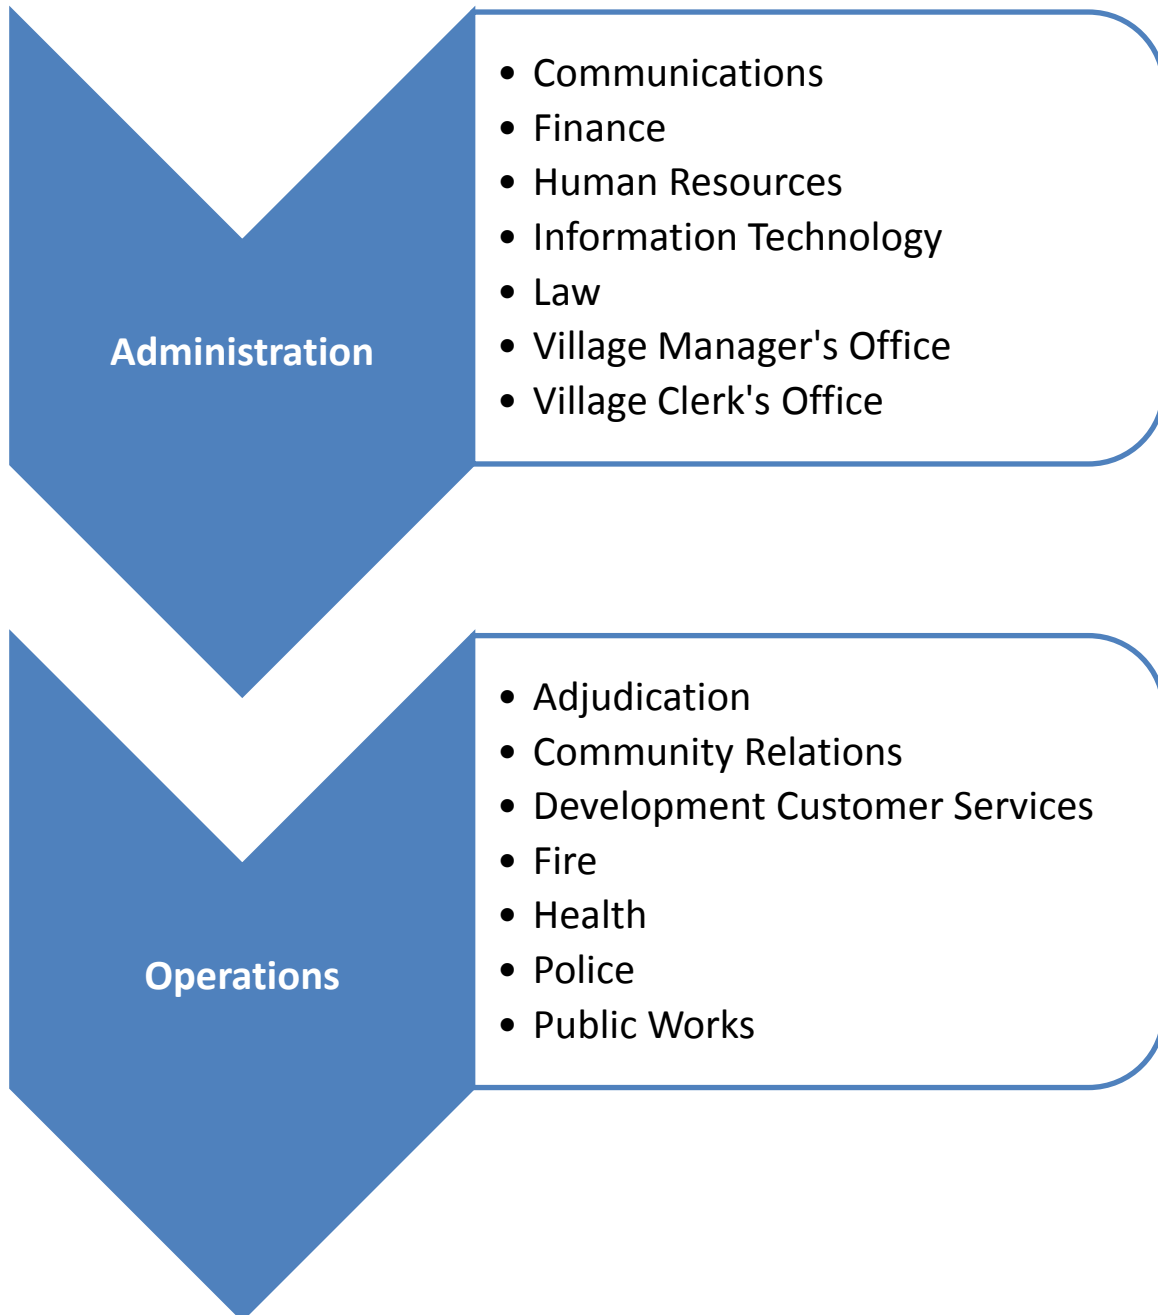 Administration
• Communications
• Finance
• Human Resources
• Information Technology
• Law
• Village Manager's Office
• Village Clerk's Office
Operations
• Adjudication
• Community Relations
• Development Customer Services
• Fire
• Health
• Police
• Public Works